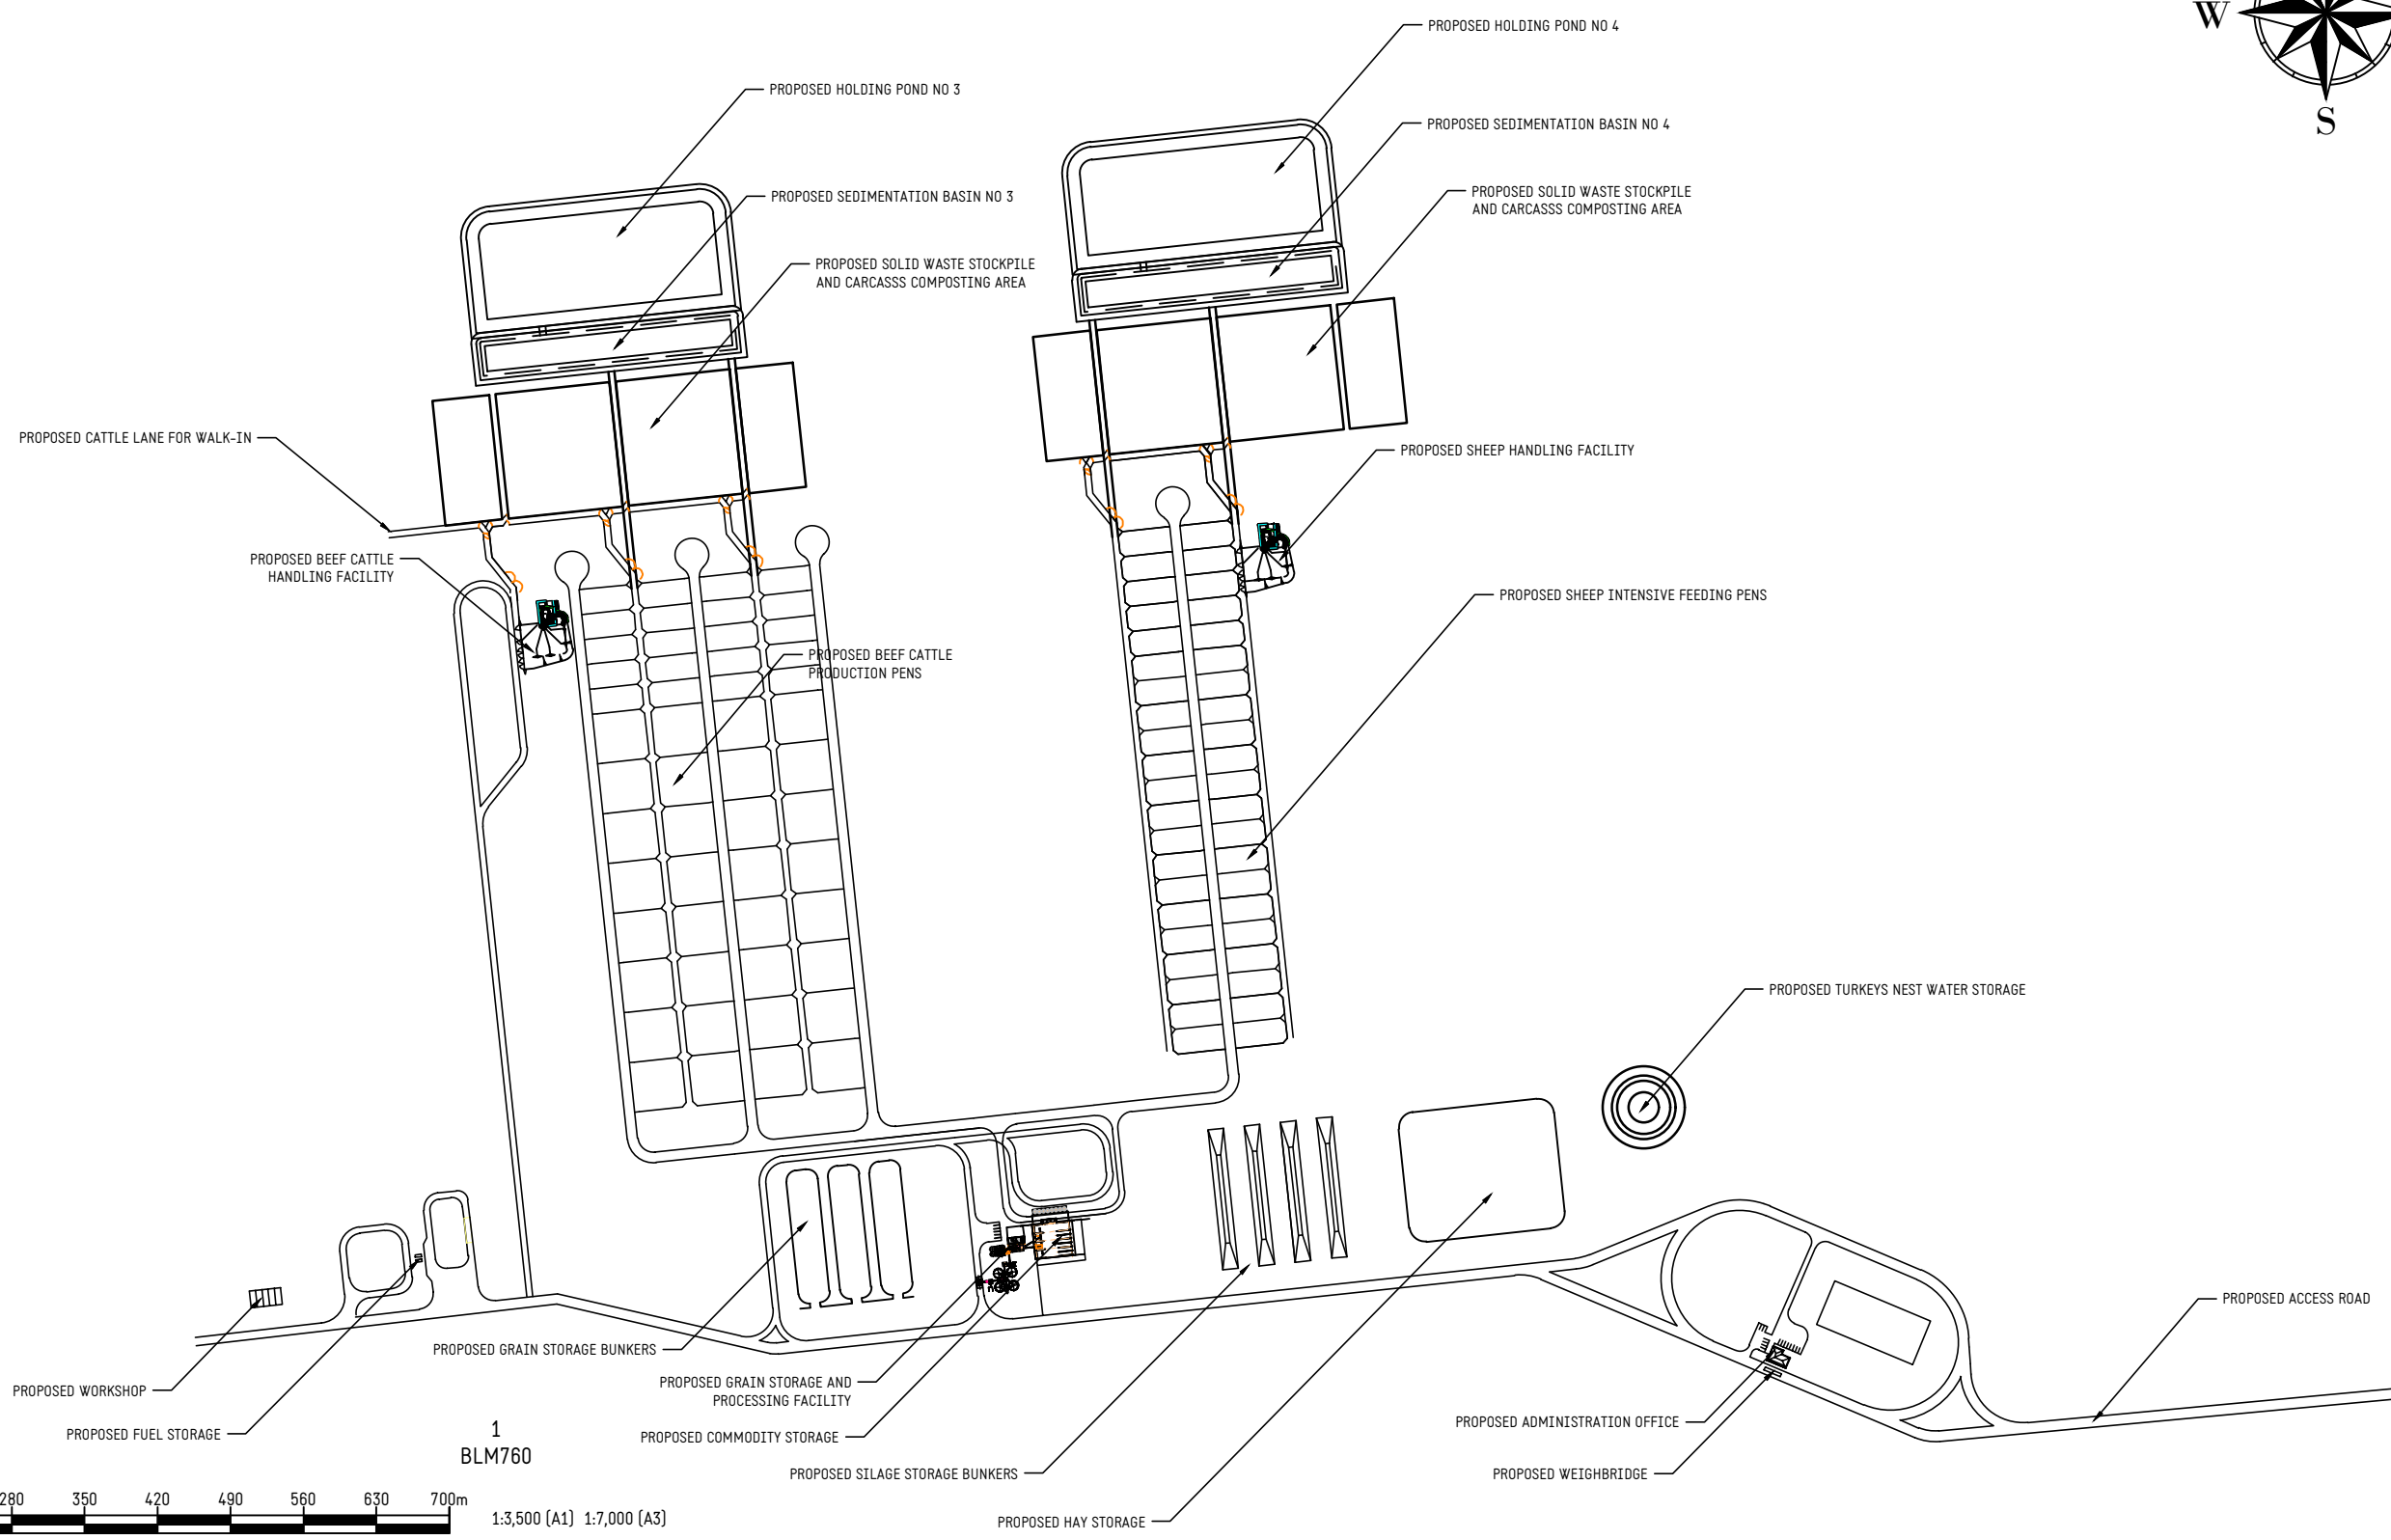 W
S
PROPOSED HOLDING POND NO 4
PROPOSED HOLDING POND NO 3
PROPOSED SEDIMENTATION BASIN NO 4
PROPOSED SEDIMENTATION BASIN NO 3
PROPOSED SOLID WASTE STOCKPILE
AND CARCASSS COMPOSTING AREA
PROPOSED SOLID WASTE STOCKPILE
AND CARCASSS COMPOSTING AREA
PROPOSED CATTLE LANE FOR WALK-IN
PROPOSED SHEEP HANDLING FACILITY
PROPOSED BEEF CATTLE
HANDLING FACILITY
PROPOSED SHEEP INTENSIVE FEEDING PENS
PROPOSED BEEF CATTLE
PRODUCTION PENS
PROPOSED TURKEYS NEST WATER STORAGE
PROPOSED ACCESS ROAD
PROPOSED GRAIN STORAGE BUNKERS
PROPOSED GRAIN STORAGE AND
PROCESSING FACILITY
PROPOSED WORKSHOP
PROPOSED ADMINISTRATION OFFICE
PROPOSED FUEL STORAGE
PROPOSED COMMODITY STORAGE
1
BLM760
PROPOSED SILAGE STORAGE BUNKERS
PROPOSED WEIGHBRIDGE
280 350 420 490 560 630 700m
1:3,500 (A1) 1:7,000 (A3)
PROPOSED HAY STORAGE